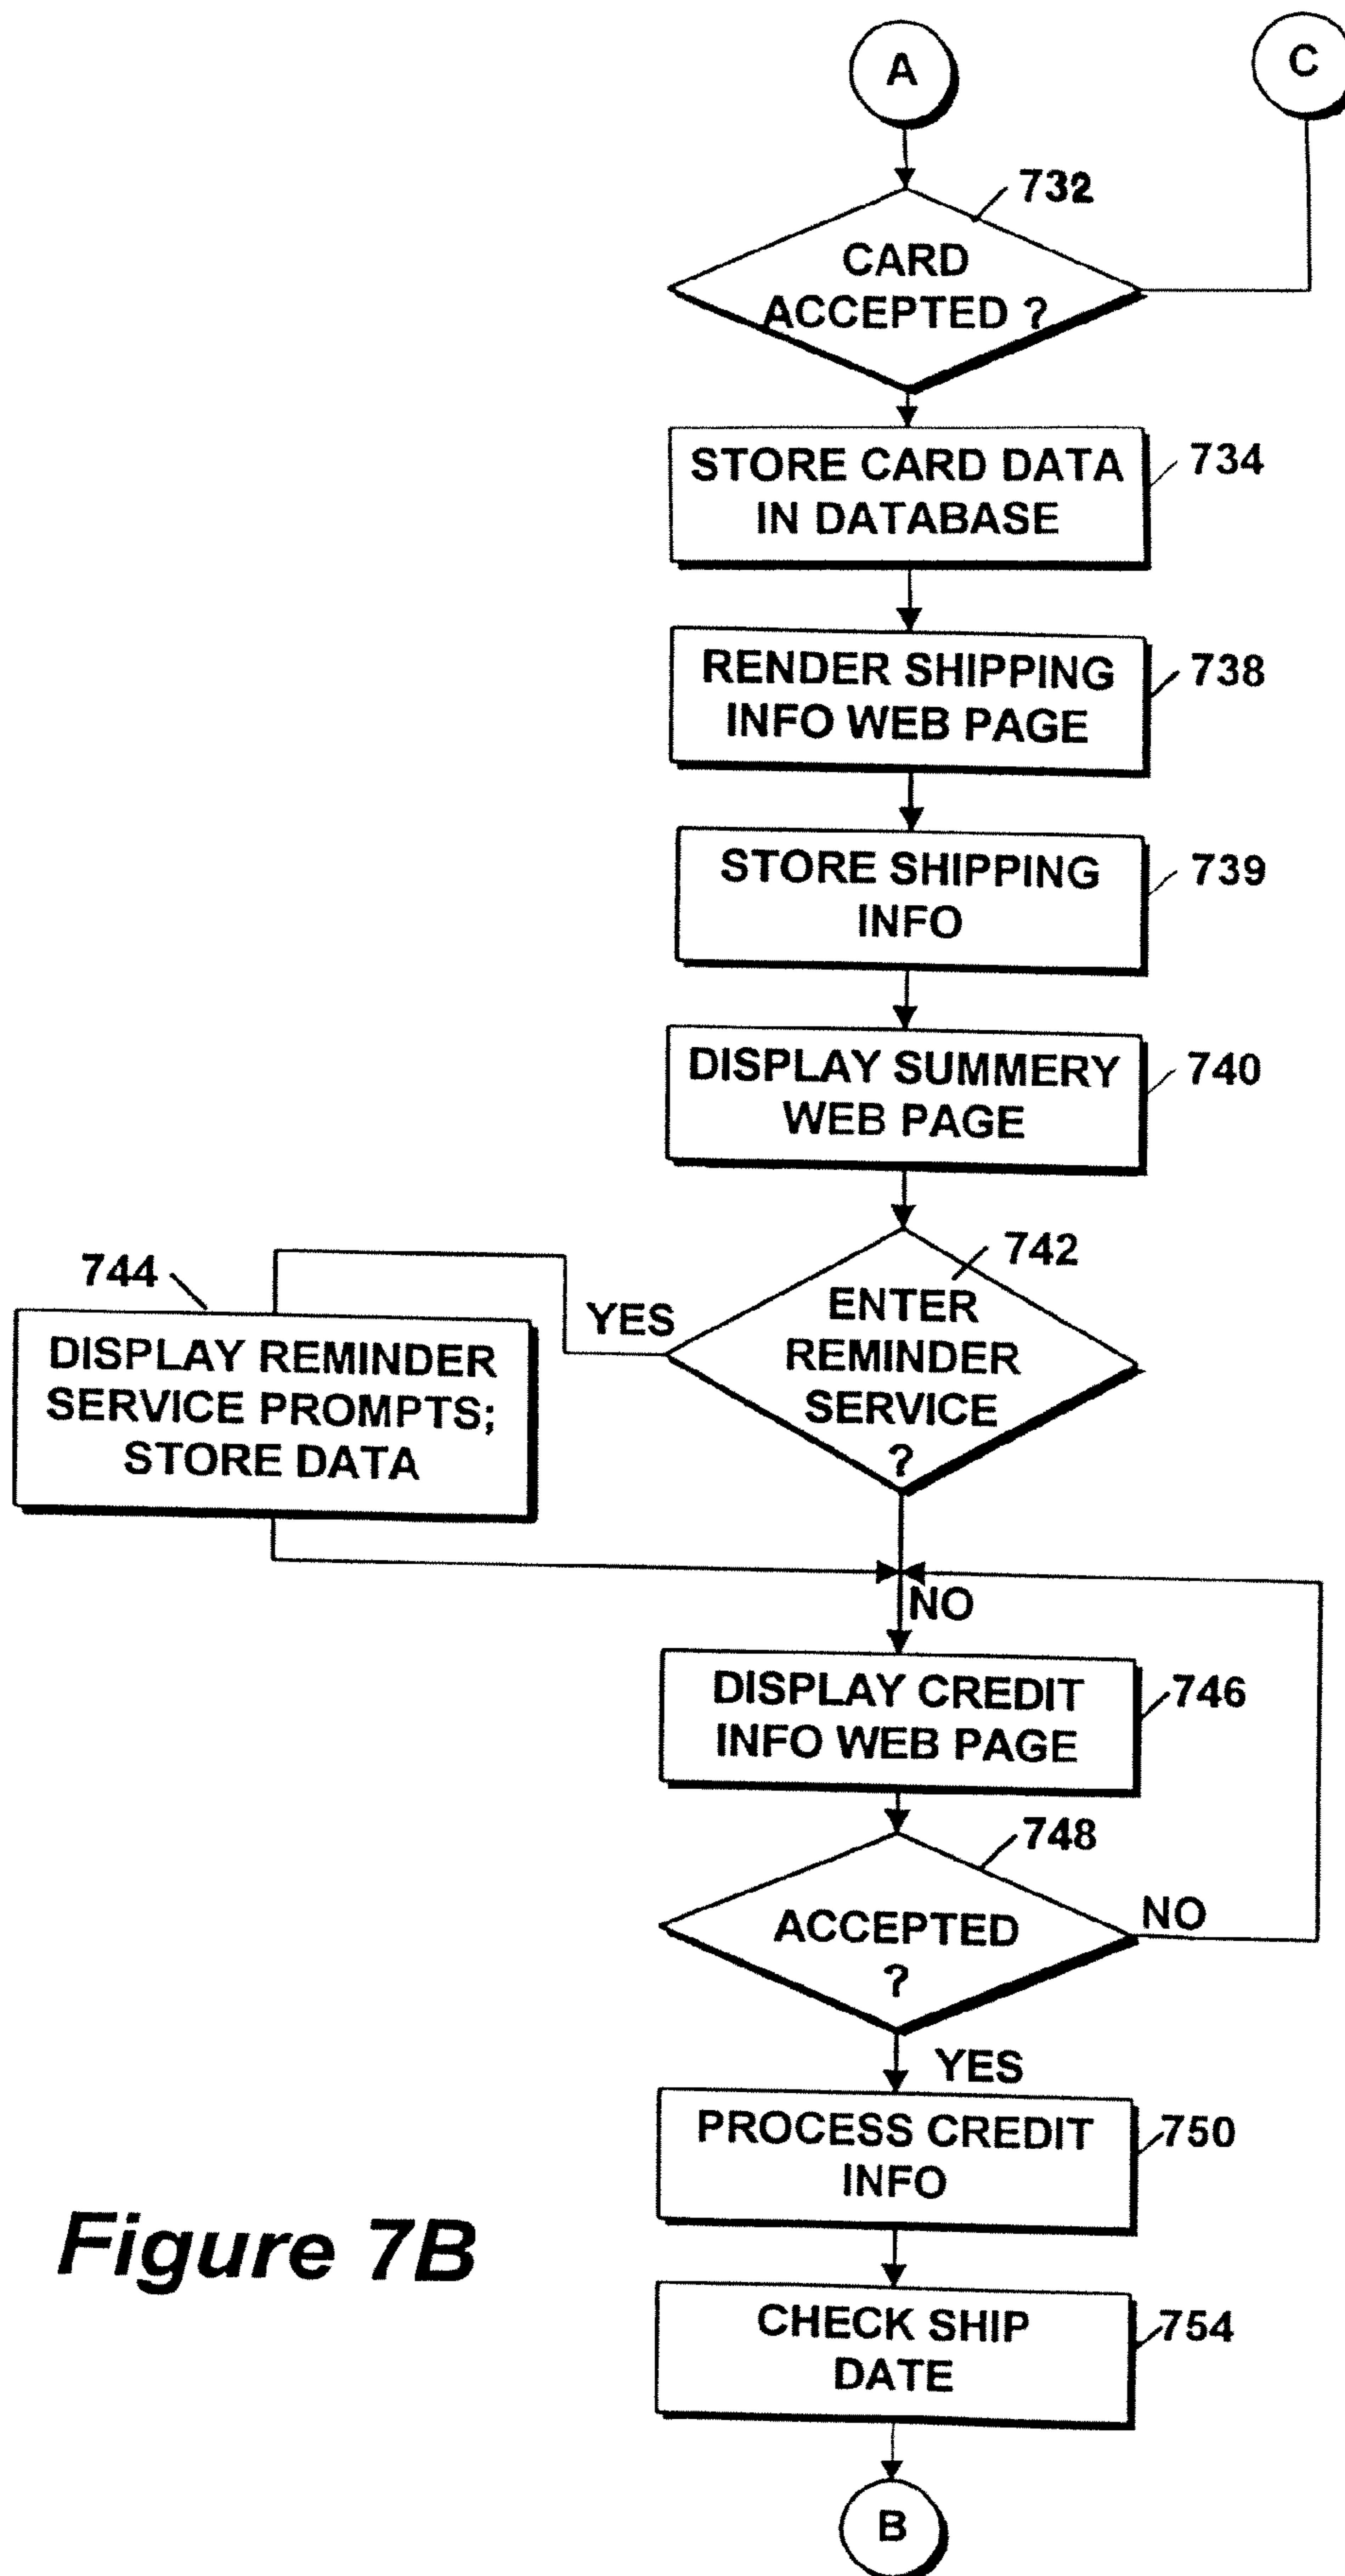 A
C
732
CARD
ACCEPTED ?
STORE CARD DATA
IN DATABASE
734
RENDER SHIPPING
INFO WEB PAGE
738
STORE SHIPPING
INFO
739
DISPLAY SUMMERY
WEB PAGE
740
742
ENTER
REMINDER
SERVICE
?
YES
744
DISPLAY REMINDER
SERVICE PROMPTS;
STORE DATA
NO
DISPLAY CREDIT
INFO WEB PAGE
746
748
ACCEPTED
?
NO
YES
PROCESS CREDIT
INFO
750
CHECK SHIP
DATE
754
B
Figure 7B